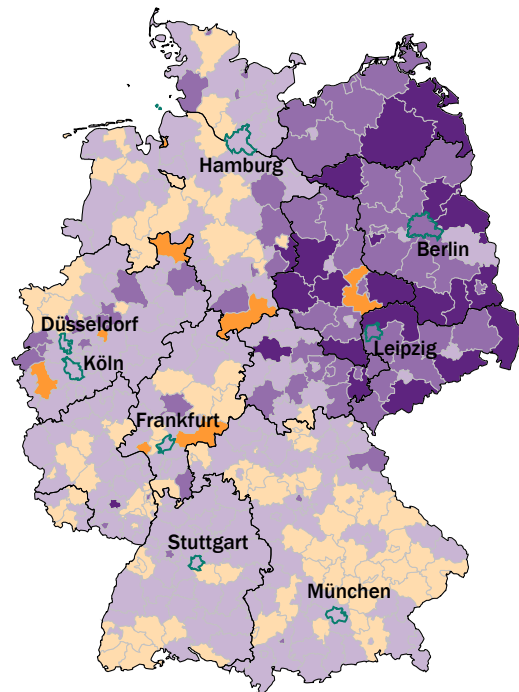 Hamburg
Berlin
Düsseldorf
Leipzig
Köln
Frankfurt
Stuttgart
München